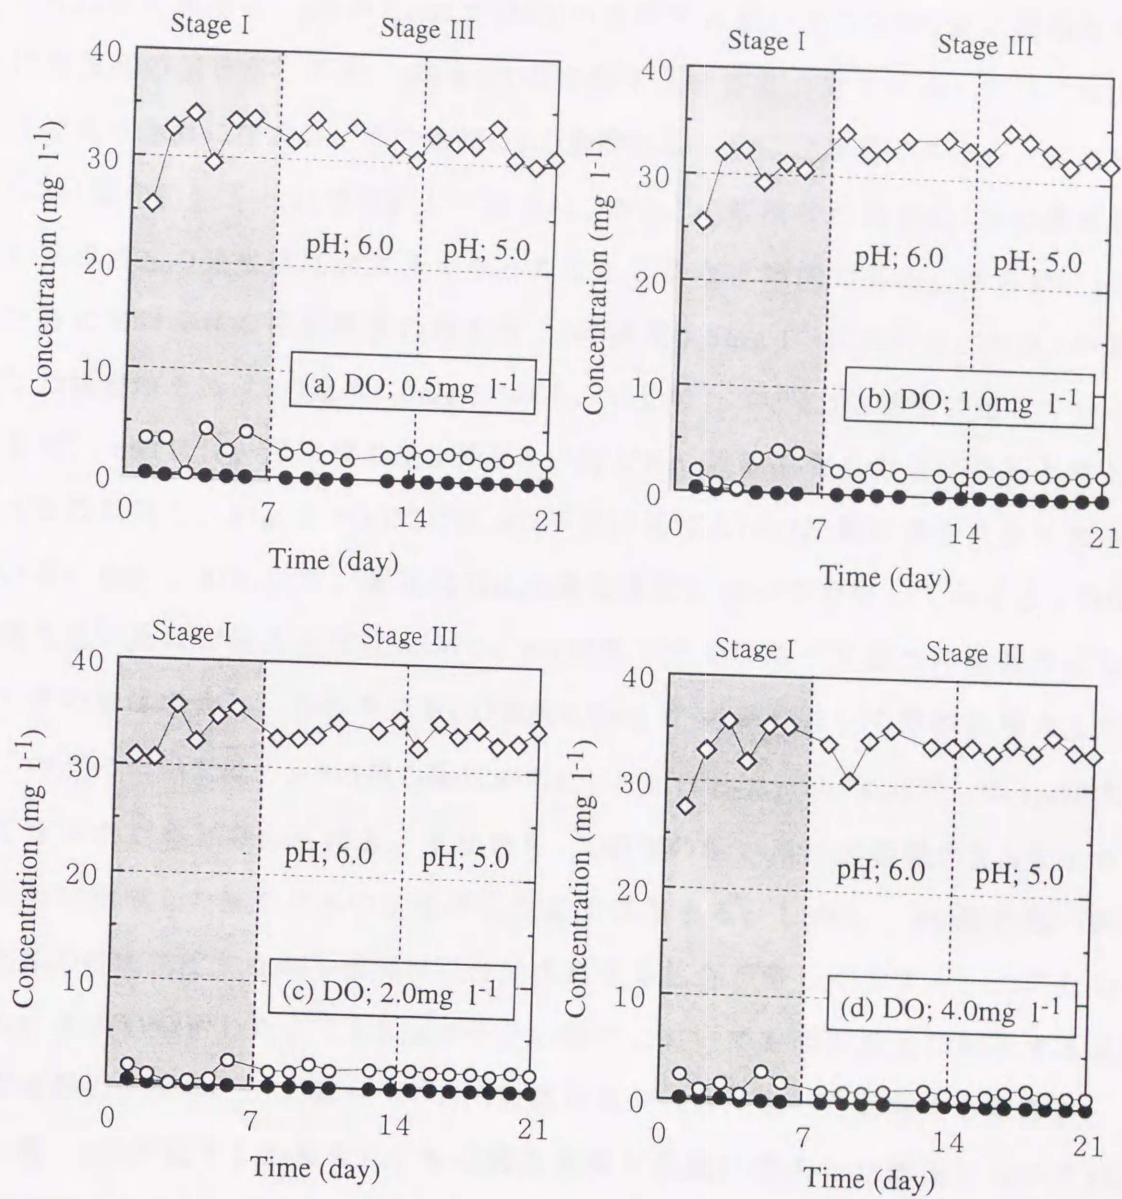 Stage I
Stage III
40
30
20
10
0
Concentration (mg l-1)
pH; 6.0
pH; 5.0
(a) DO; 0.5mg l-1
0
7
14
21
Time (day)
Stage I
Stage III
40
30
20
10
0
Concentration (mg l-1)
pH; 6.0
pH; 5.0
(b) DO; 1.0mg l-1
0
7
14
21
Time (day)
Stage I
Stage III
40
30
20
10
0
Concentration (mg l-1)
pH; 6.0
pH; 5.0
(c) DO; 2.0mg l-1
0
7
14
21
Time (day)
Stage I
Stage III
40
30
20
10
0
Concentration (mg l-1)
pH; 6.0
pH; 5.0
(d) DO; 4.0mg l-1
0
7
14
21
Time (day)